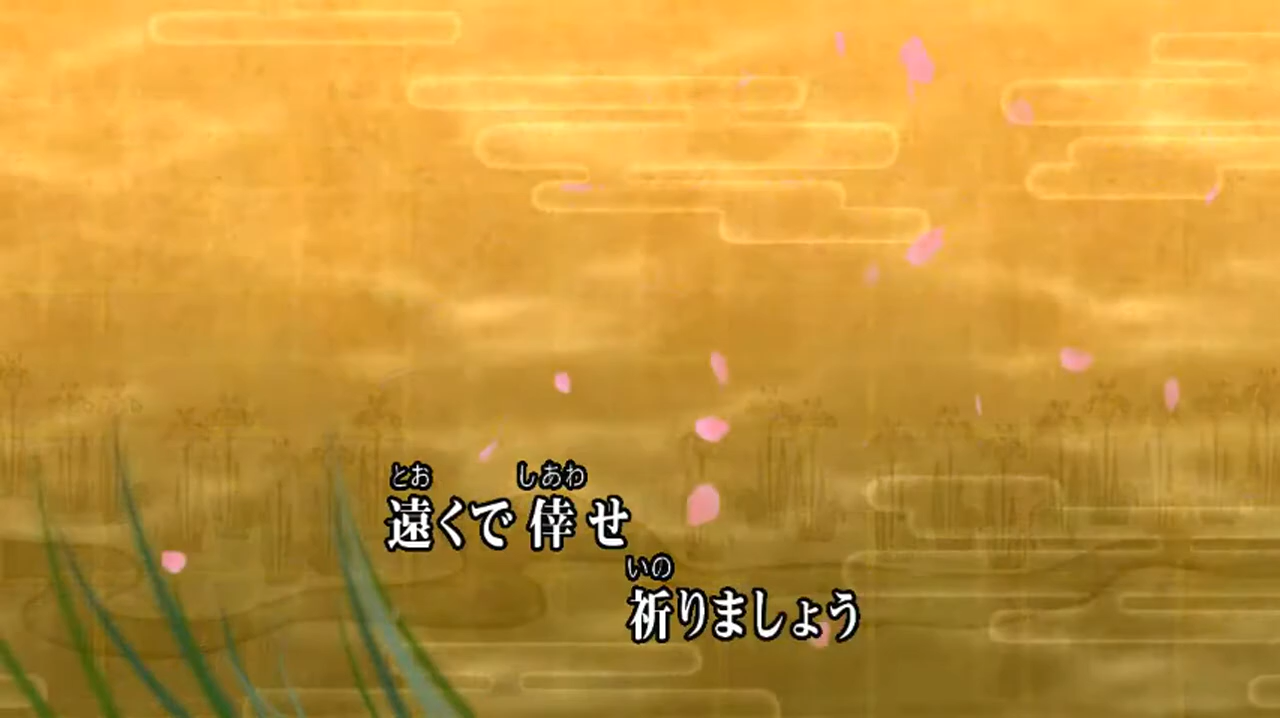 とお しあわ
遠くで倖せ
いの
祈りましょう